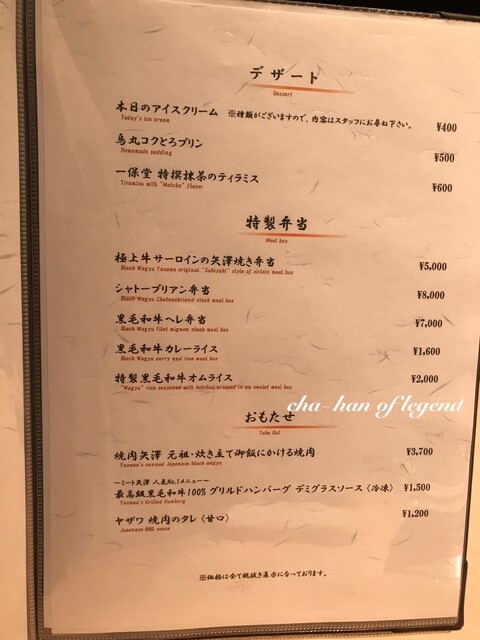 デザート
Dessert
本日のアイスクリーム ※種類がございますので、内容はスタッフにお尋ね下さい。 ¥400
Today's ice cream
烏丸コクとろプリン ¥500
Homemade pudding
一保堂 特撰抹茶のティラミス ¥600
Tiramisu with "Matcha" flavor
特製弁当
Meal box
極上牛サーロインの矢澤焼き弁当 ¥5,000
Black Wagyu Yazawa original "Sukiyaki" style of sirloin meal box
シャトーブリアン弁当 ¥8,000
Black Wagyu Chateaubriand steak meal box
黒毛和牛ヘレ弁当 ¥7,000
Black Wagyu filet mignon steak meal box
黒毛和牛カレーライス ¥1,600
Black Wagyu curry and rice meal box
特製黒毛和牛オムライス ¥2,000
"Wagyu" rice seasoned with ketchup,wrapped in an omelet meal box
cha-han of legend
おもたせ
Take Out
焼肉矢澤 元祖・炊き立て御飯にかける焼肉 ¥3,700
Yazawa's canned Japanese black wagyu
～ミート矢澤 人気No.1メニュー～
最高級黒毛和牛100% グリルドハンバーグ デミグラスソース〈冷凍〉 ¥1,500
Yazawa's Grilled Hamburg
ヤザワ 焼肉のタレ〈甘口〉 ¥1,200
Japanese BBQ sauce
※価格は全て税抜き表示になっております。